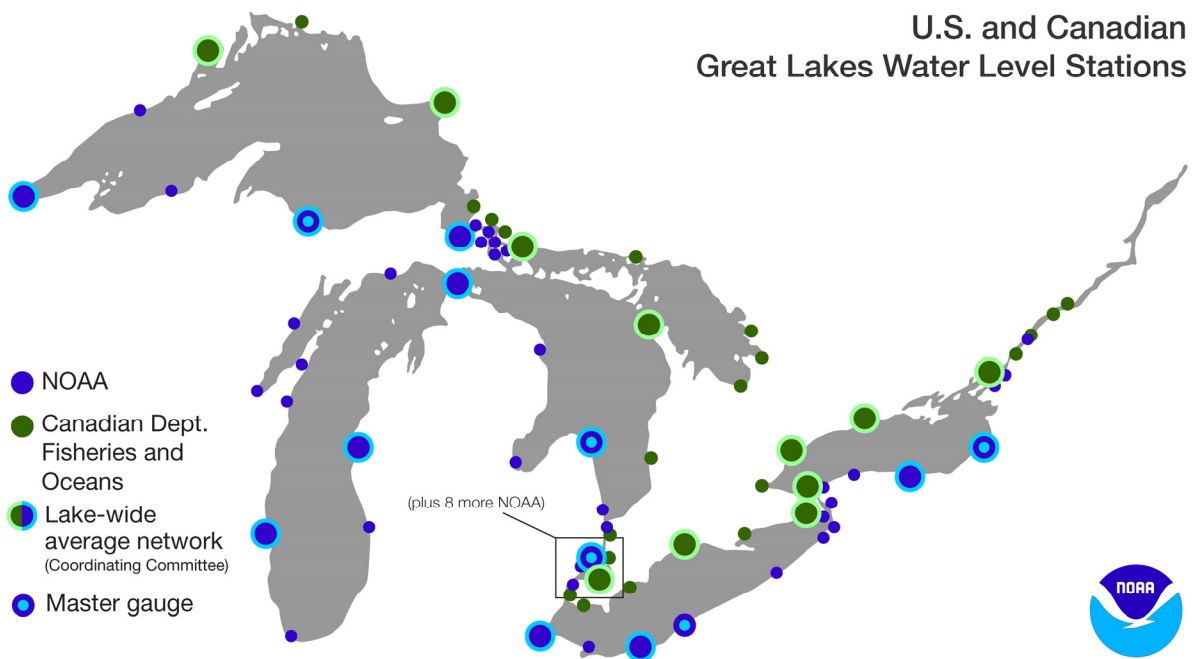 U.S. and Canadian
Great Lakes Water Level Stations
NOAA
Canadian Dept.
Fisheries and
Oceans
Lake-wide
average network
(Coordinating Committee)
Master gauge
(plus 8 more NOAA)
NOAA